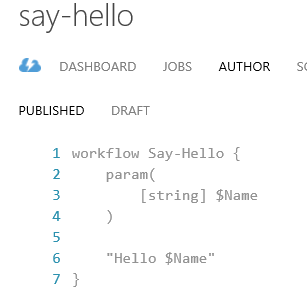 say-hello
DASHBOARD JOBS AUTHOR
PUBLISHED DRAFT
1 workflow Say-Hello {
2     param(
3         [string] $Name
4     )
5
6     "Hello $Name"
7 }